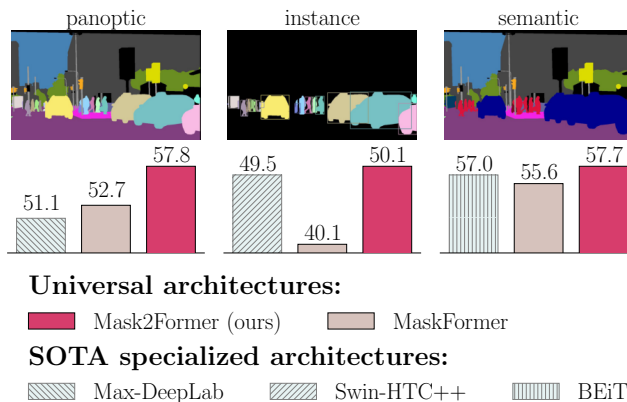 panoptic instance semantic
57.8 50.1 57.7
51.1 52.7 49.5 40.1 57.0 55.6
Universal architectures:
Mask2Former (ours) MaskFormer
SOTA specialized architectures:
Max-DeepLab Swin-HTC++ BEiT